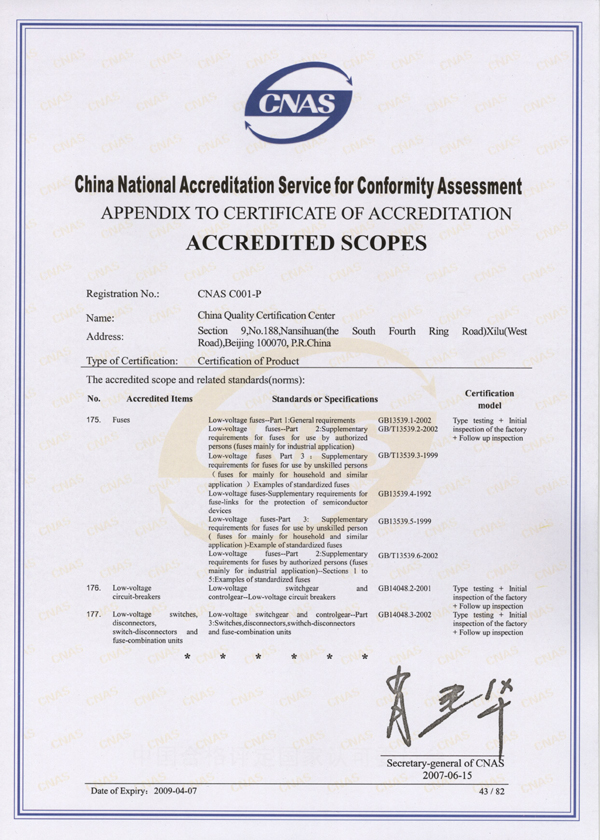 CNAS
China National Accreditation Service for Conformity Assessment
APPENDIX TO CERTIFICATE OF ACCREDITATION
ACCREDITED SCOPES
Registration No.: CNAS C001-P
Name: China Quality Certification Center
Address: Section 9,No.188,Nansihuan(the South Fourth Ring Road)Xilu(West
Road),Beijing 100070, P.R.China
Type of Certification: Certification of Product
The accredited scope and related standards(norms):
No. Accredited Items Standards or Specifications Certification
model
175. Fuses Low-voltage fuses--Part 1:General requirements GB13539.1-2002 Type testing + Initial
Low-voltage fuses--Part 2:Supplementary GB/T13539.2-2002 inspection of the factory
requirements for fuses for use by authorized + Follow up inspection
persons (fuses mainly for industrial application)
Low-voltage fuses Part 3 : Supplementary GB/T13539.3-1999
requirements for fuses for use by unskilled persons
( fuses for mainly for household and similar
application ) Examples of standardized fuses
Low-voltage fuses-Supplementary requirements for GB13539.4-1992
fuse-links for the protection of semiconductor
devices
Low-voltage fuses-Part 3: Supplementary GB13539.5-1999
requirements for fuses for use by unskilled person
( fuses for mainly for household and similar
application )-Example of standardized fuses
Low-voltage fuses--Part 2:Supplementary GB/T13539.6-2002
requirements for fuses by authorized persons (fuses
mainly for industrial application)--Sections 1 to
5:Examples of standardized fuses
176. Low-voltage Low-voltage switchgear and GB14048.2-2001 Type testing + Initial
circuit-breakers controlgear--Low-voltage circuit breakers inspection of the factory
+ Follow up inspection
177. Low-voltage switches, Low-voltage switchgear and controlgear--Part GB14048.3-2002 Type testing + Initial
disconnectors, 3:Switches,disconnectors,swithch-disconnectors inspection of the factory
switch-disconnectors and and fuse-combination units + Follow up inspection
fuse-combination units
* * * * * *
Secretary-general of CNAS
2007-06-15
Date of Expiry: 2009-04-07 43 / 82